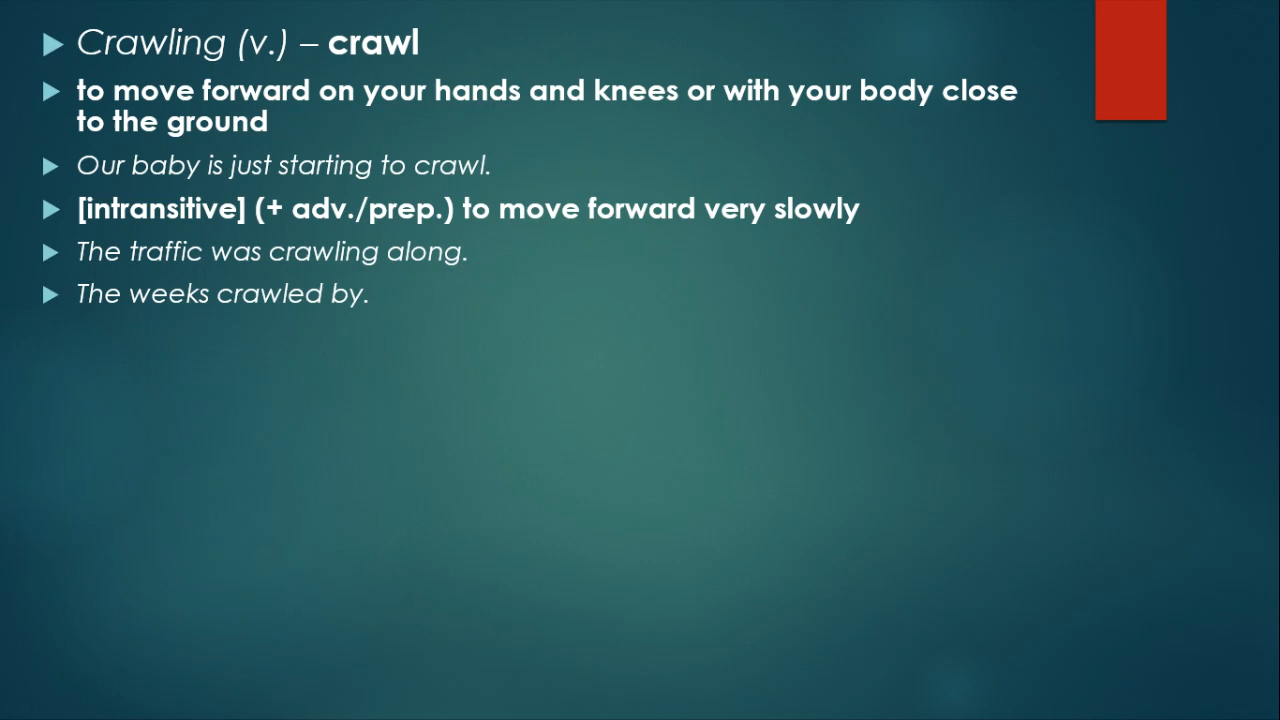 Crawling (v.) – crawl
to move forward on your hands and knees or with your body close
to the ground
Our baby is just starting to crawl.
[intransitive] (+ adv./prep.) to move forward very slowly
The traffic was crawling along.
The weeks crawled by.